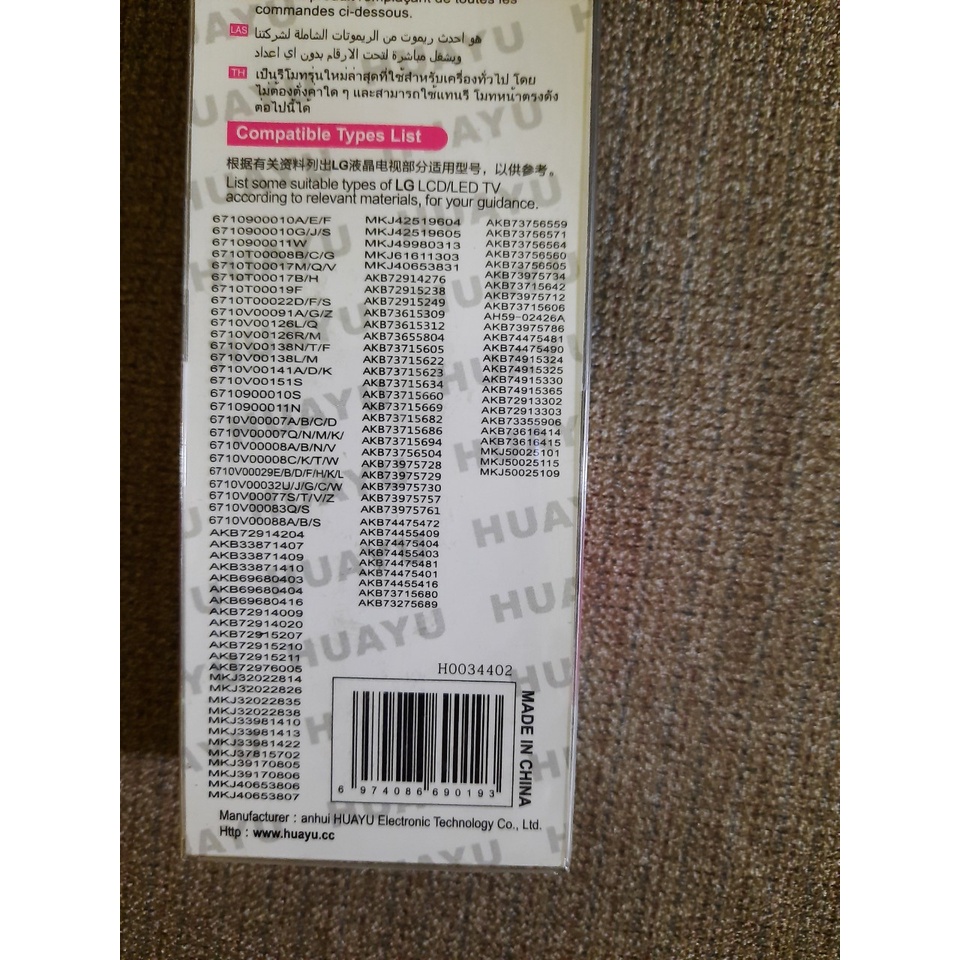 commandes ci-dessous.
LAS
هو احدث ريموت من الريموتات الشاملة لشركتنا
ويشغل مباشرة لتحت الارقام بدون اي اعداد
TH
เป็นรีโมทรุ่นใหม่ล่าสุดที่ใช้สำหรับเครื่องทั่วไป โดย
ไม่ต้องตั้งค่าใด ๆ และสามารถใช้แทนรี โมทหน้าตรงดัง
ต่อไปนี้ได้
Compatible Types List
根据有关资料列出LG液晶电视部分适用型号，以供参考。
List some suitable types of LG LCD/LED TV
according to relevant materials, for your guidance.
6710900010A/E/F
6710900010G/J/S
6710900011W
6710T00008B/C/G
6710T00017M/Q/V
6710T00017B/H
6710T00019F
6710T00022D/F/S
6710V00091A/G/Z
6710V00126L/Q
6710V00126R/M
6710V00138N/T/F
6710V00138L/M
6710V00141A/D/K
6710V00151S
6710900010S
6710900011N
6710V00007A/B/C/D
6710V00007Q/N/M/K/
6710V00008A/B/N/V
6710V00008C/K/T/W
6710V00029E/B/D/F/H/K/L
6710V00032U/J/G/C/W
6710V00077S/T/V/Z
6710V00083Q/S
6710V00088A/B/S
AKB72914204
AKB33871407
AKB33871409
AKB33871410
AKB69680403
AKB69680404
AKB69680416
AKB72914009
AKB72914020
AKB72915207
AKB72915210
AKB72915211
AKB72976005
MKJ32022814
MKJ32022826
MKJ32022835
MKJ32022838
MKJ33981410
MKJ33981413
MKJ33981422
MKJ37815702
MKJ39170805
MKJ39170806
MKJ40653806
MKJ40653807
MKJ42519604
MKJ42519605
MKJ49980313
MKJ61611303
MKJ40653831
AKB72914276
AKB72915238
AKB72915249
AKB73615309
AKB73615312
AKB73655804
AKB73715605
AKB73715622
AKB73715623
AKB73715634
AKB73715660
AKB73715669
AKB73715682
AKB73715686
AKB73715694
AKB73756504
AKB73975728
AKB73975729
AKB73975730
AKB73975757
AKB73975761
AKB74475472
AKB74455409
AKB74475404
AKB74455403
AKB74475481
AKB74475401
AKB74455416
AKB73715680
AKB73275689
AKB73756559
AKB73756571
AKB73756564
AKB73756560
AKB73756505
AKB73975734
AKB73715642
AKB73975712
AKB73715606
AH59-02426A
AKB73975786
AKB74475481
AKB74475490
AKB74915324
AKB74915325
AKB74915330
AKB74915365
AKB72913302
AKB72913303
AKB73355906
AKB73616414
AKB73616415
MKJ50025101
MKJ50025115
MKJ50025109
H0034402
6 974086 690193
MADE IN CHINA
Manufacturer : anhui HUAYU Electronic Technology Co., Ltd.
Http : www.huayu.cc